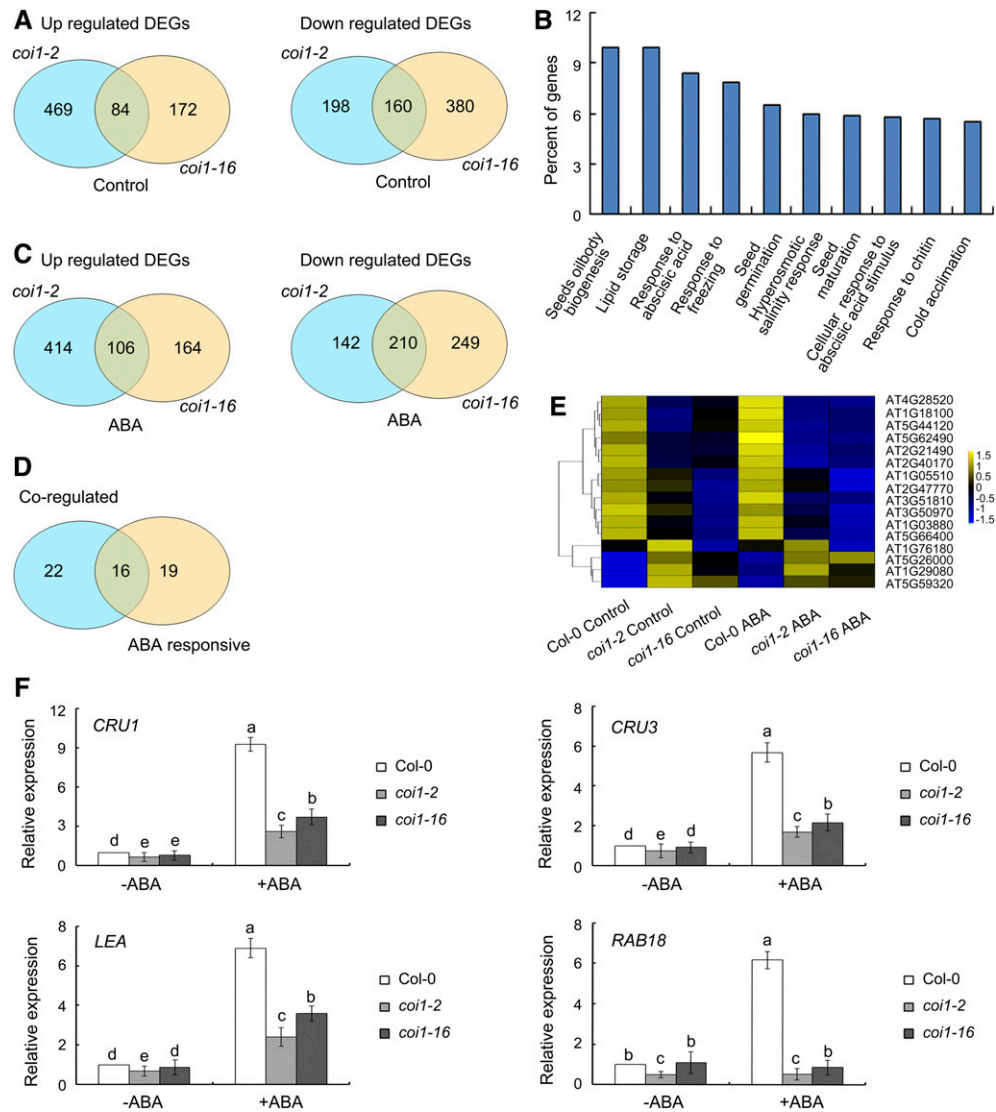 A
Up regulated DEGs
coi1-2
469
84
172
coi1-16
Control
Down regulated DEGs
198
160
380
coi1-16
Control
B
Percent of genes
12
9
6
3
0
Seeds oilbody
biogenesis
Lipid storage
Response to
abscisic acid
Response to
freezing
Seed
germination
Hyperosmotic
salinity response
Seed
maturation
Cellular response to
abscisic acid stimulus
Response to chitin
Cold acclimation
C
Up regulated DEGs
coi1-2
414
106
164
coi1-16
ABA
Down regulated DEGs
coi1-2
142
210
249
coi1-16
ABA
D
Co-regulated
22
16
19
ABA responsive
E
AT4G28520
AT1G18100
AT5G44120
AT5G62490
AT2G21490
AT2G40170
AT1G05510
AT2G47770
AT3G51810
AT3G50970
AT1G03880
AT5G66400
AT1G76180
AT5G26000
AT1G29080
AT5G59320
1.5
1
0.5
0
-0.5
-1
-1.5
Col-0 Control
coi1-2 Control
coi1-16 Control
Col-0 ABA
coi1-2 ABA
coi1-16 ABA
F
CRU1
Relative expression
12
9
6
3
0
d e e
a c b
-ABA
+ABA
Col-0
coi1-2
coi1-16
CRU3
Relative expression
8
6
4
2
0
d e d
a c b
-ABA
+ABA
Col-0
coi1-2
coi1-16
LEA
Relative expression
8
6
4
2
0
d e d
a c b
-ABA
+ABA
Col-0
coi1-2
coi1-16
RAB18
Relative expression
8
6
4
2
0
b c b
a c b
-ABA
+ABA
Col-0
coi1-2
coi1-16